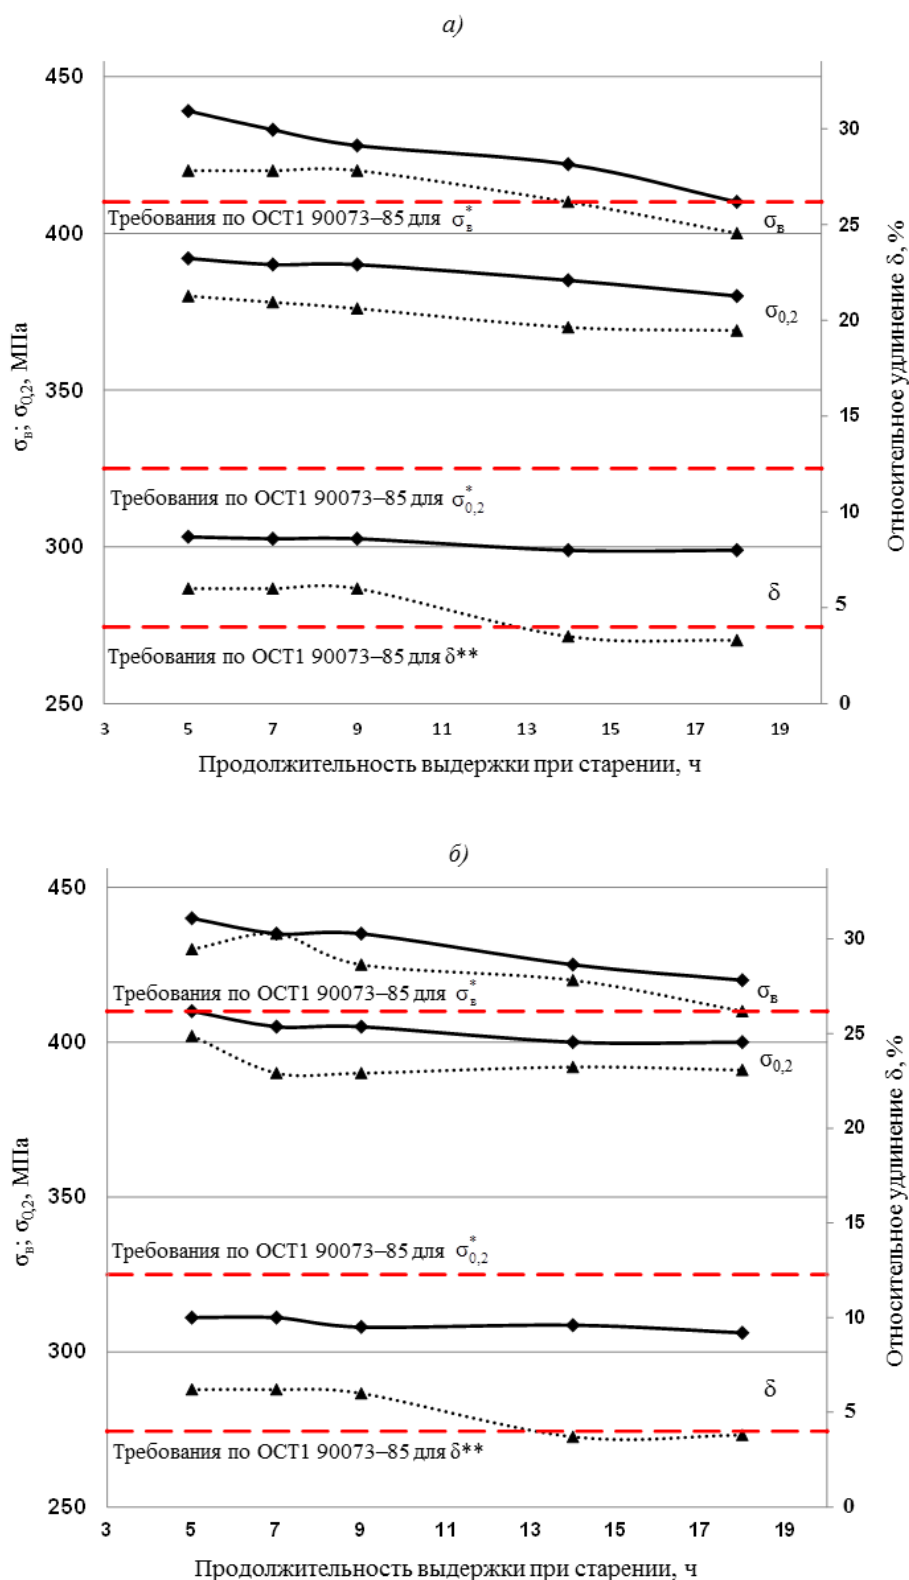 а)
450
30
Требования по ОСТ1 90073–85 для σв*
σв
25
400
σ0,2
20
350
15
σв; σ0,2, МПа
Относительное удлинение δ, %
Требования по ОСТ1 90073–85 для σ0,2*
10
300
δ
5
Требования по ОСТ1 90073–85 для δ**
250
0
3 5 7 9 11 13 15 17 19
Продолжительность выдержки при старении, ч
б)
450
30
Требования по ОСТ1 90073–85 для σв*
σв
25
400
σ0,2
20
350
15
σв; σ0,2, МПа
Относительное удлинение δ, %
Требования по ОСТ1 90073–85 для σ0,2*
10
300
δ
5
Требования по ОСТ1 90073–85 для δ**
250
0
3 5 7 9 11 13 15 17 19
Продолжительность выдержки при старении, ч